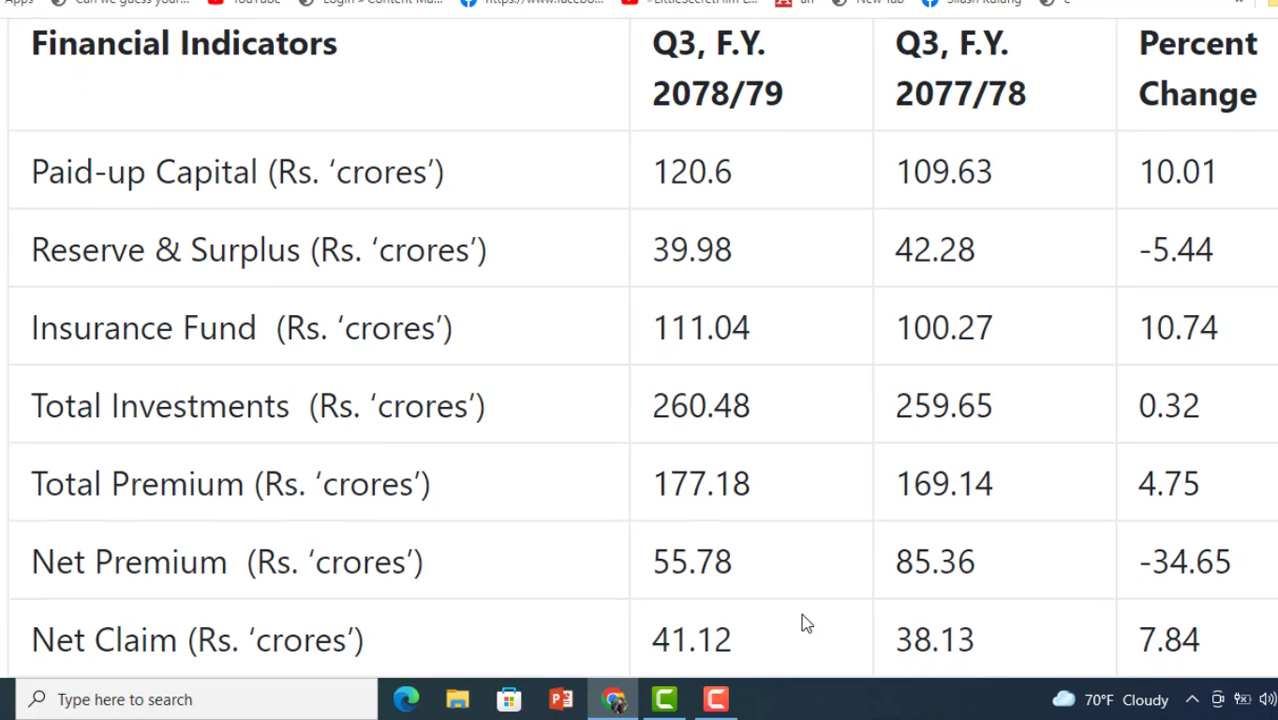 YouTube
New Tab
Financial Indicators Q3, F.Y. 2078/79 Q3, F.Y. 2077/78 Percent Change
Paid-up Capital (Rs. ‘crores’) 120.6 109.63 10.01
Reserve & Surplus (Rs. ‘crores’) 39.98 42.28 -5.44
Insurance Fund (Rs. ‘crores’) 111.04 100.27 10.74
Total Investments (Rs. ‘crores’) 260.48 259.65 0.32
Total Premium (Rs. ‘crores’) 177.18 169.14 4.75
Net Premium (Rs. ‘crores’) 55.78 85.36 -34.65
Net Claim (Rs. ‘crores’) 41.12 38.13 7.84
Type here to search 70°F Cloudy